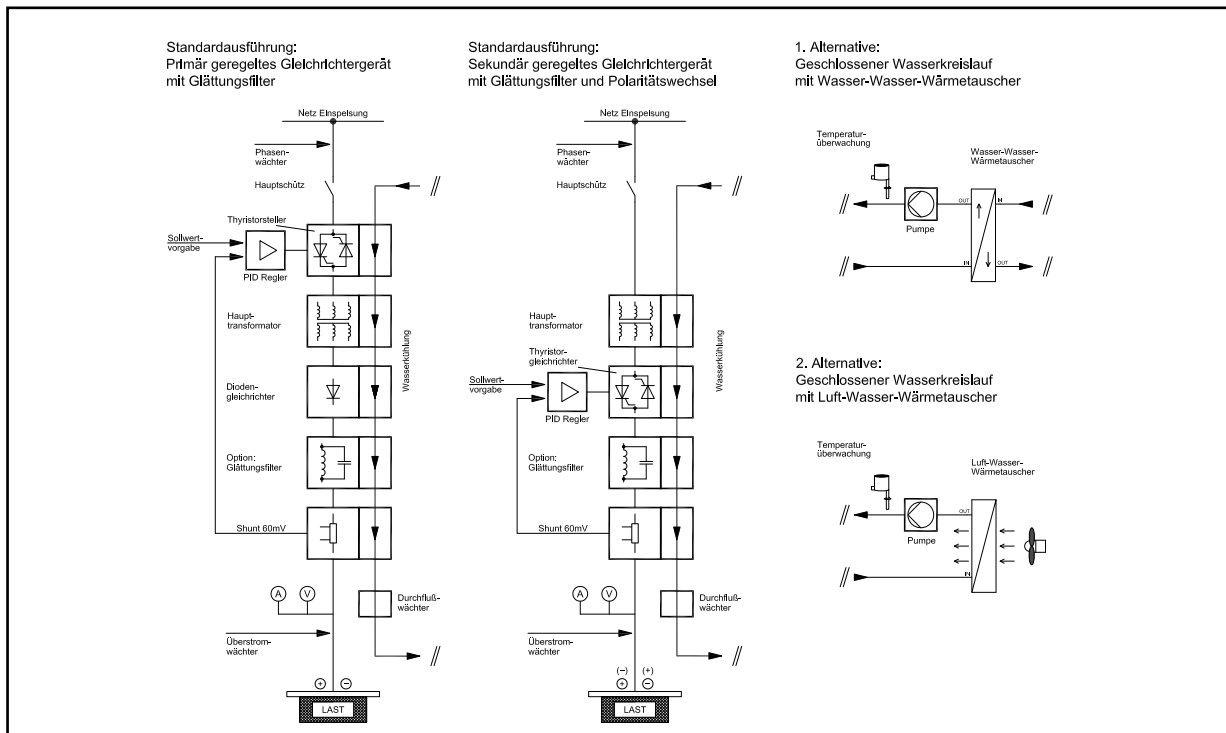 Standardausführung:
Primär geregeltes Gleichrichtergerät
mit Glättungsfilter
Netz Einspeisung
Phasen-
wächter
Hauptschütz
Thyristorsteller
Sollwert-
vorgabe
PID Regler
Haupt-
transformator
Dioden-
gleichrichter
Option:
Glättungsfilter
Shunt 60mV
Wasserkühlung
A
V
Durchfluß-
wächter
Überstrom-
wächter
+ −
LAST
Standardausführung:
Sekundär geregeltes Gleichrichtergerät
mit Glättungsfilter und Polaritätswechsel
Netz Einspeisung
Phasen-
wächter
Hauptschütz
Haupt-
transformator
Thyristor-
gleichrichter
Sollwert-
vorgabe
PID Regler
Option:
Glättungsfilter
Shunt 60mV
Wasserkühlung
A
V
Durchfluß-
wächter
Überstrom-
wächter
(−) (+)
+ −
LAST
1. Alternative:
Geschlossener Wasserkreislauf
mit Wasser-Wasser-Wärmetauscher
Temperatur-
überwachung
Wasser-Wasser-
Wärmetauscher
OUT
IN
Pumpe
IN
OUT
2. Alternative:
Geschlossener Wasserkreislauf
mit Luft-Wasser-Wärmetauscher
Temperatur-
überwachung
Luft-Wasser-
Wärmetauscher
OUT
Pumpe
IN